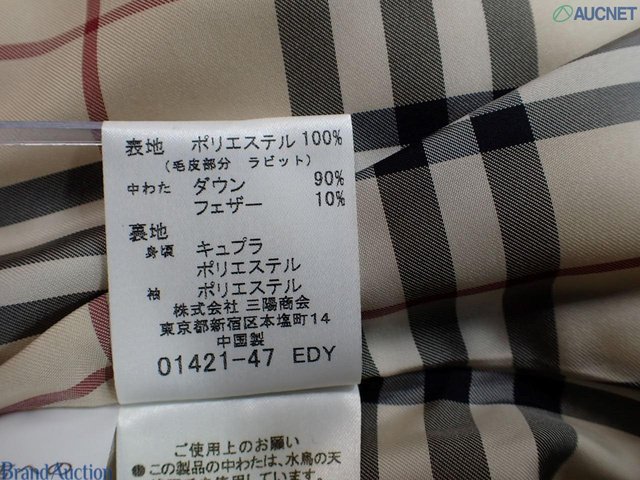 AUCNET
表地 ポリエステル 100%
(毛皮部分 ラビット)
中わた ダウン 90%
フェザー 10%
裏地
身頃 キュプラ
ポリエステル
袖 ポリエステル
株式会社 三陽商会
東京都新宿区本塩町14
中国製
01421-47 EDY
ご使用上のお願い
❶この製品の中わたは、水鳥の天
BrandAuction